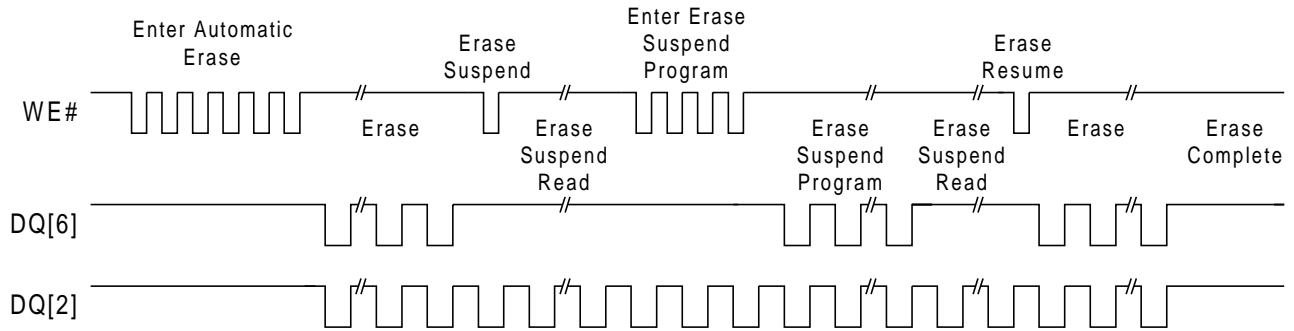 Enter Automatic
Erase
Erase
Suspend
Enter Erase
Suspend
Program
Erase
Resume
WE#
Erase
Erase
Suspend
Read
Erase
Suspend
Program
Erase
Suspend
Read
Erase
Erase
Complete
DQ[6]
DQ[2]